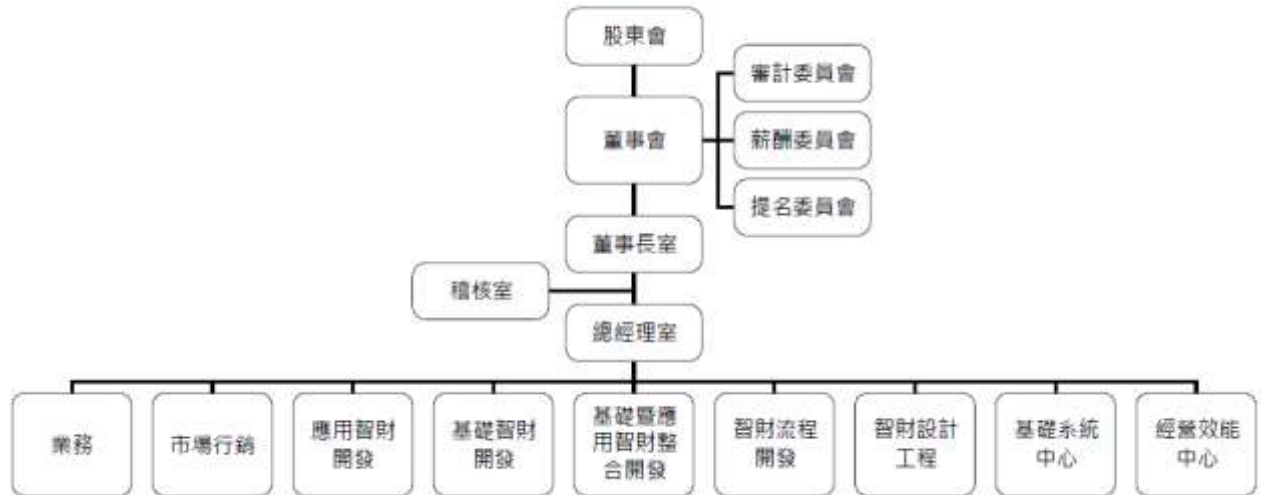 股東會
審計委員會
董事會
薪酬委員會
提名委員會
董事長室
稽核室
總經理室
業務
市場行銷
應用智財
開發
基礎智財
開發
基礎暨應
用智財整
合開發
智財流程
開發
智財設計
工程
基礎系統
中心
經營效能
中心